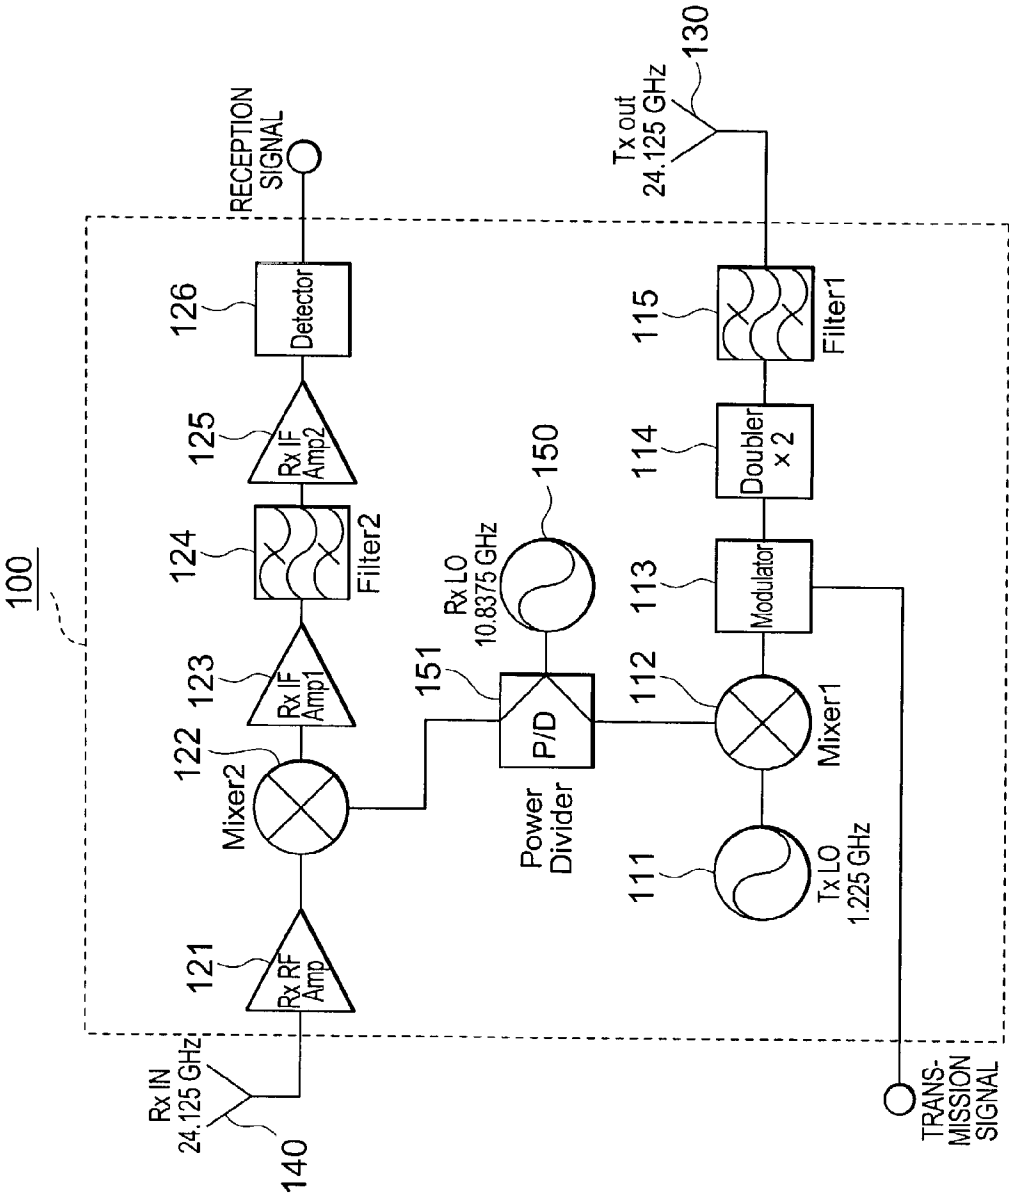 100
Rx IN
24.125 GHz
140
121
Rx RF
Amp
122
Mixer2
123
Rx IF
Amp1
124
Filter2
125
Rx IF
Amp2
126
Detector
RECEPTION
SIGNAL
151
P/D
Power
Divider
150
Rx LO
10.8375 GHz
111
Tx LO
1.225 GHz
112
Mixer1
113
Modulator
114
Doubler
× 2
115
Filter1
Tx out
24.125 GHz
130
TRANS-
MISSION
SIGNAL